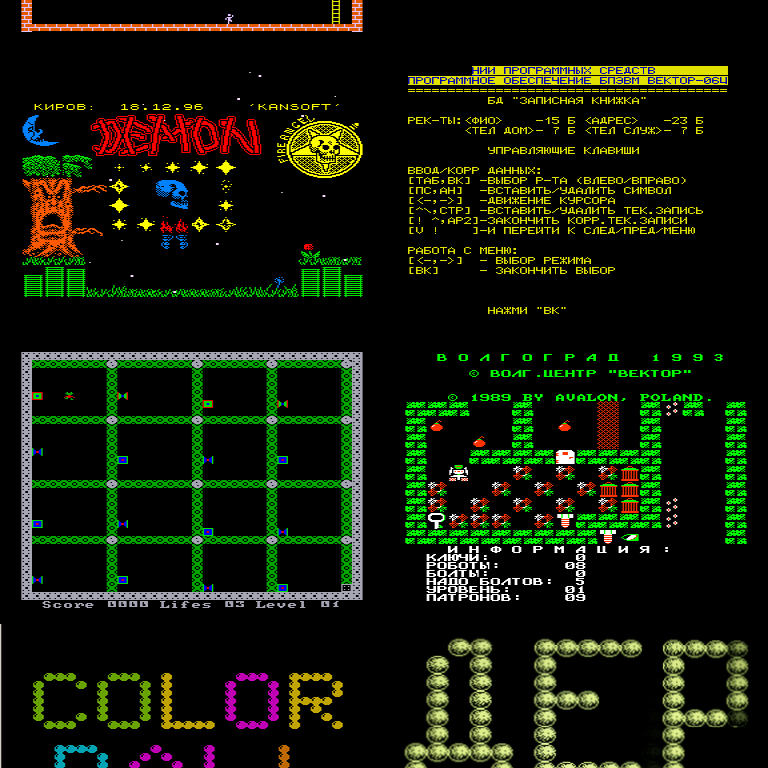 КИРОВ: 18.12.96 'KANSOFT'
DEMON
FIRE AN ICE
НИИ ПРОГРАММНЫХ СРЕДСТВ
ПРОГРАММНОЕ ОБЕСПЕЧЕНИЕ БПЭВМ ВЕКТОР-06Ц
БД "ЗАПИСНАЯ КНИЖКА"
РЕК-ТЫ:<ФИО> -15 Б <АДРЕС> -23 Б
<ТЕЛ ДОМ>- 7 Б <ТЕЛ СЛУЖ>- 7 Б
УПРАВЛЯЮЩИЕ КЛАВИШИ
ВВОД/КОРР ДАННЫХ:
[ТАБ,ВК] -ВЫБОР Р-ТА (ВЛЕВО/ВПРАВО)
[ПС,АН] -ВСТАВИТЬ/УДАЛИТЬ СИМВОЛ
[<-,->] -ДВИЖЕНИЕ КУРСОРА
[^\,СТР] -ВСТАВИТЬ/УДАЛИТЬ ТЕК.ЗАПИСЬ
[! ^,АР2]-ЗАКОНЧИТЬ КОРР.ТЕК.ЗАПИСИ
[V ! ]-И ПЕРЕЙТИ К СЛЕД/ПРЕД/МЕНЮ
РАБОТА С МЕНЮ:
[<-,->] - ВЫБОР РЕЖИМА
[ВК] - ЗАКОНЧИТЬ ВЫБОР
НАЖМИ "ВК"
Score 0000 Lifes 03 Level 01
ВОЛГОГРАД 1993
© ВОЛГ.ЦЕНТР "ВЕКТОР"
© 1989 BY AVALON, POLAND.
ИНФОРМАЦИЯ:
КЛЮЧИ: 0
РОБОТЫ: 08
БОЛТЫ: 0
НАДО БОЛТОВ: 5
УРОВЕНЬ: 01
ПАТРОНОВ: 09
COLOR
ДЕР